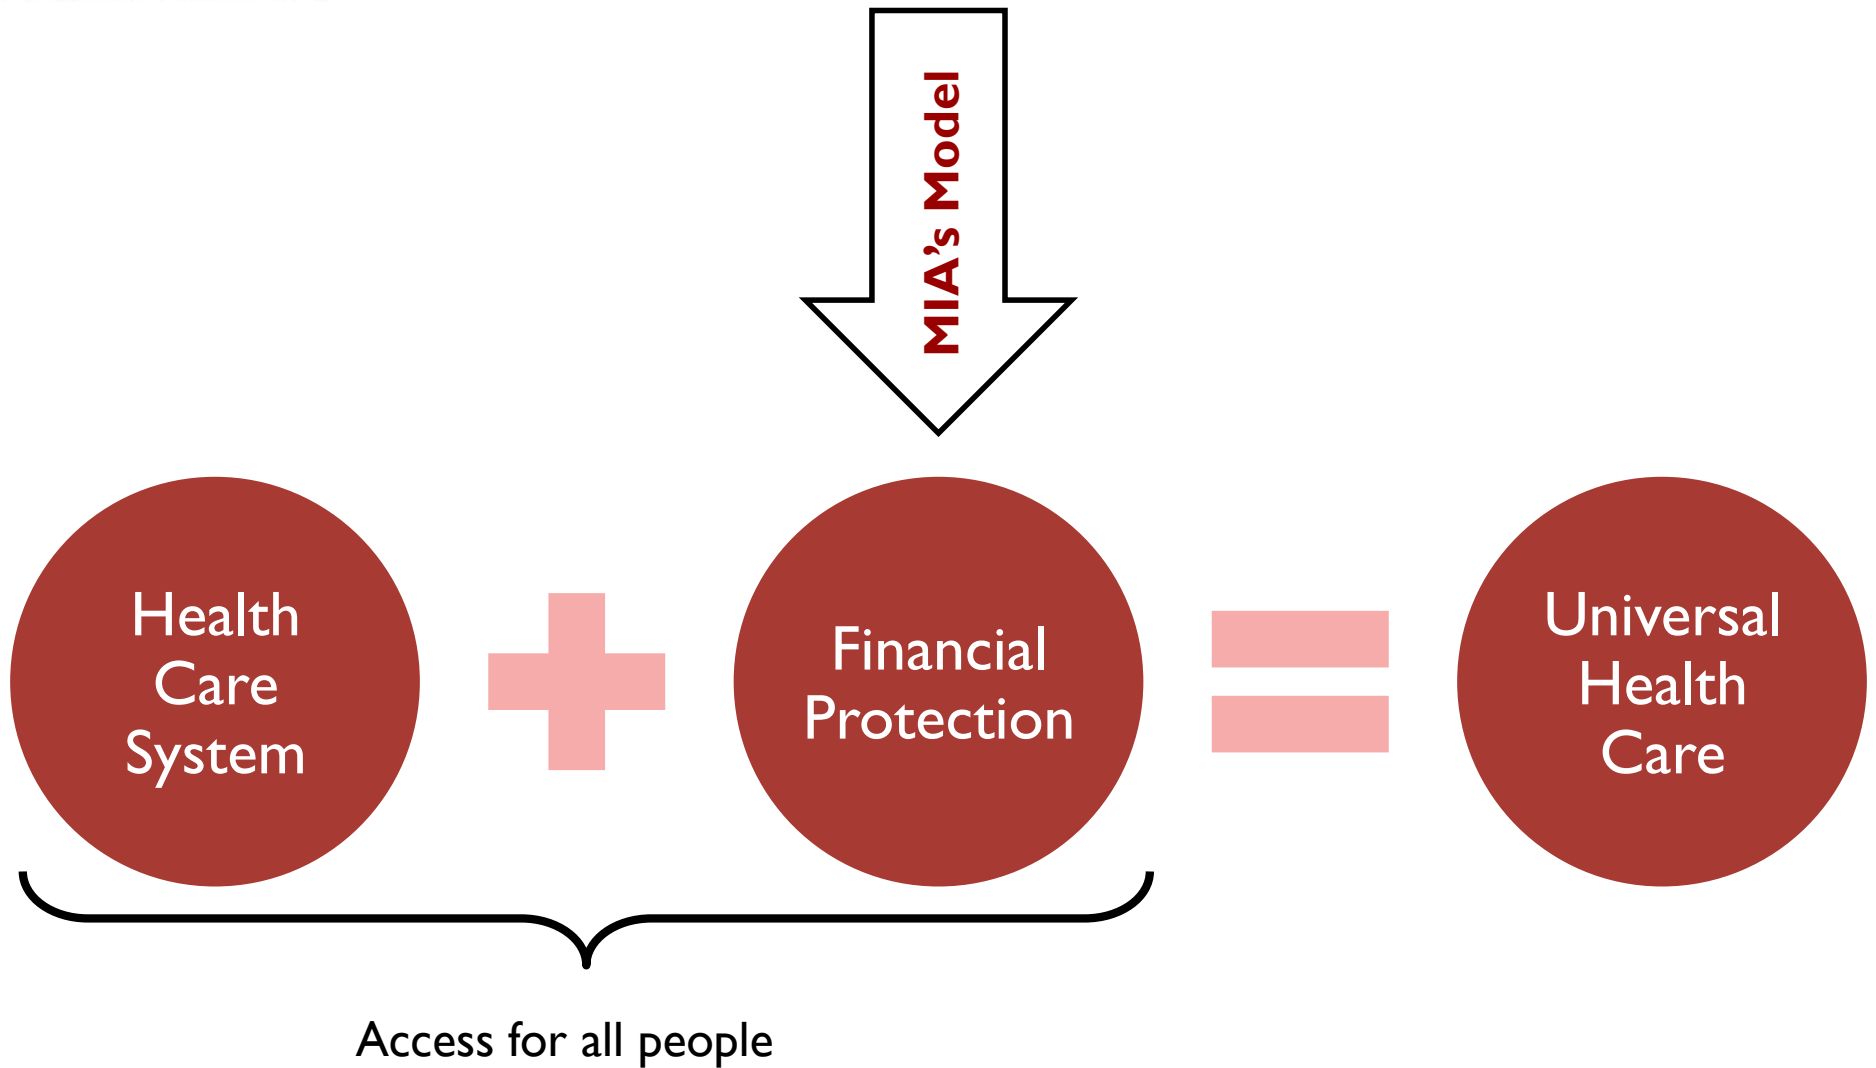 MIA's Model
Health
Care
System
Financial
Protection
Universal
Health
Care
Access for all people